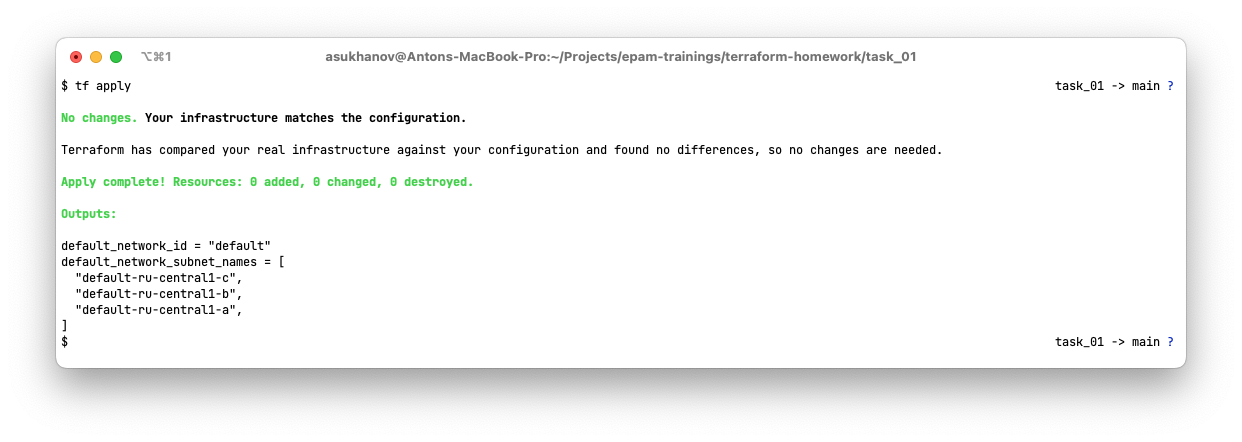 ⌥⌘1 asukhanov@Antons-MacBook-Pro:~/Projects/epam-trainings/terraform-homework/task_01
$ tf apply task_01 -> main ?
No changes. Your infrastructure matches the configuration.
Terraform has compared your real infrastructure against your configuration and found no differences, so no changes are needed.
Apply complete! Resources: 0 added, 0 changed, 0 destroyed.
Outputs:
default_network_id = "default"
default_network_subnet_names = [
  "default-ru-central1-c",
  "default-ru-central1-b",
  "default-ru-central1-a",
]
$ task_01 -> main ?